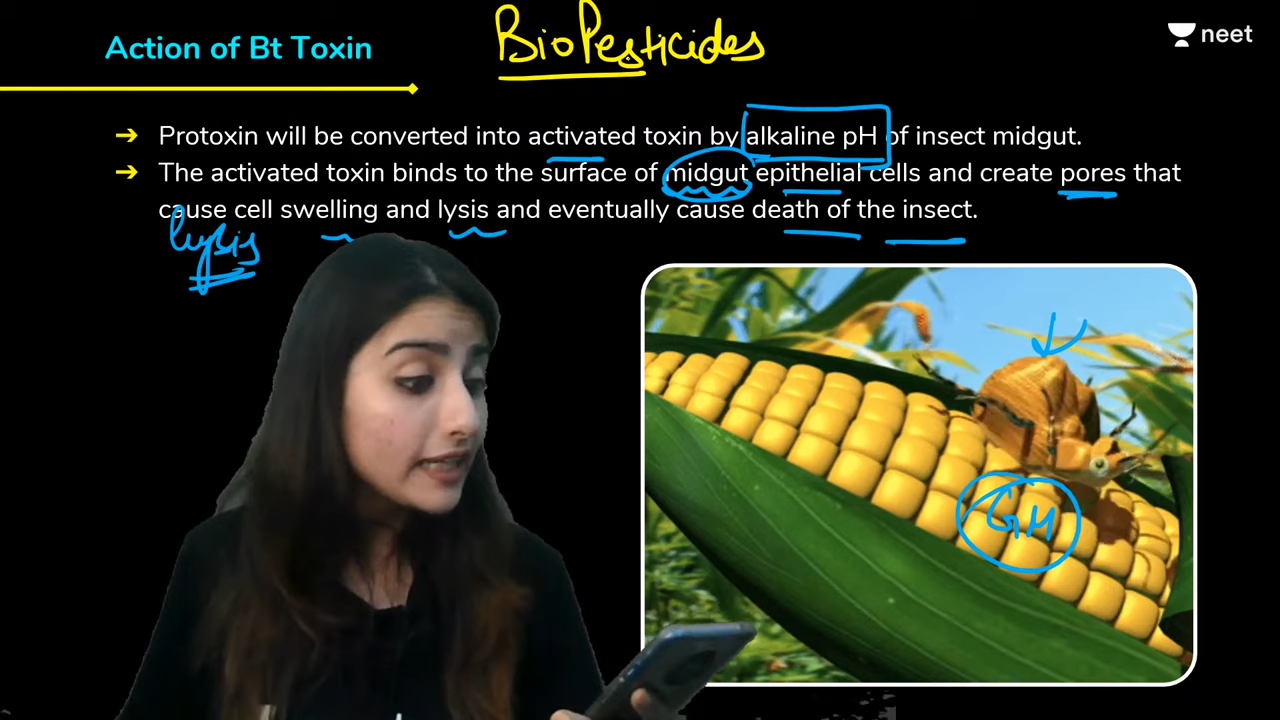 BioPesticides
neet
Action of Bt Toxin
➔ Protoxin will be converted into activated toxin by alkaline pH of insect midgut.
➔ The activated toxin binds to the surface of midgut epithelial cells and create pores that
cause cell swelling and lysis and eventually cause death of the insect.
lysis
GM